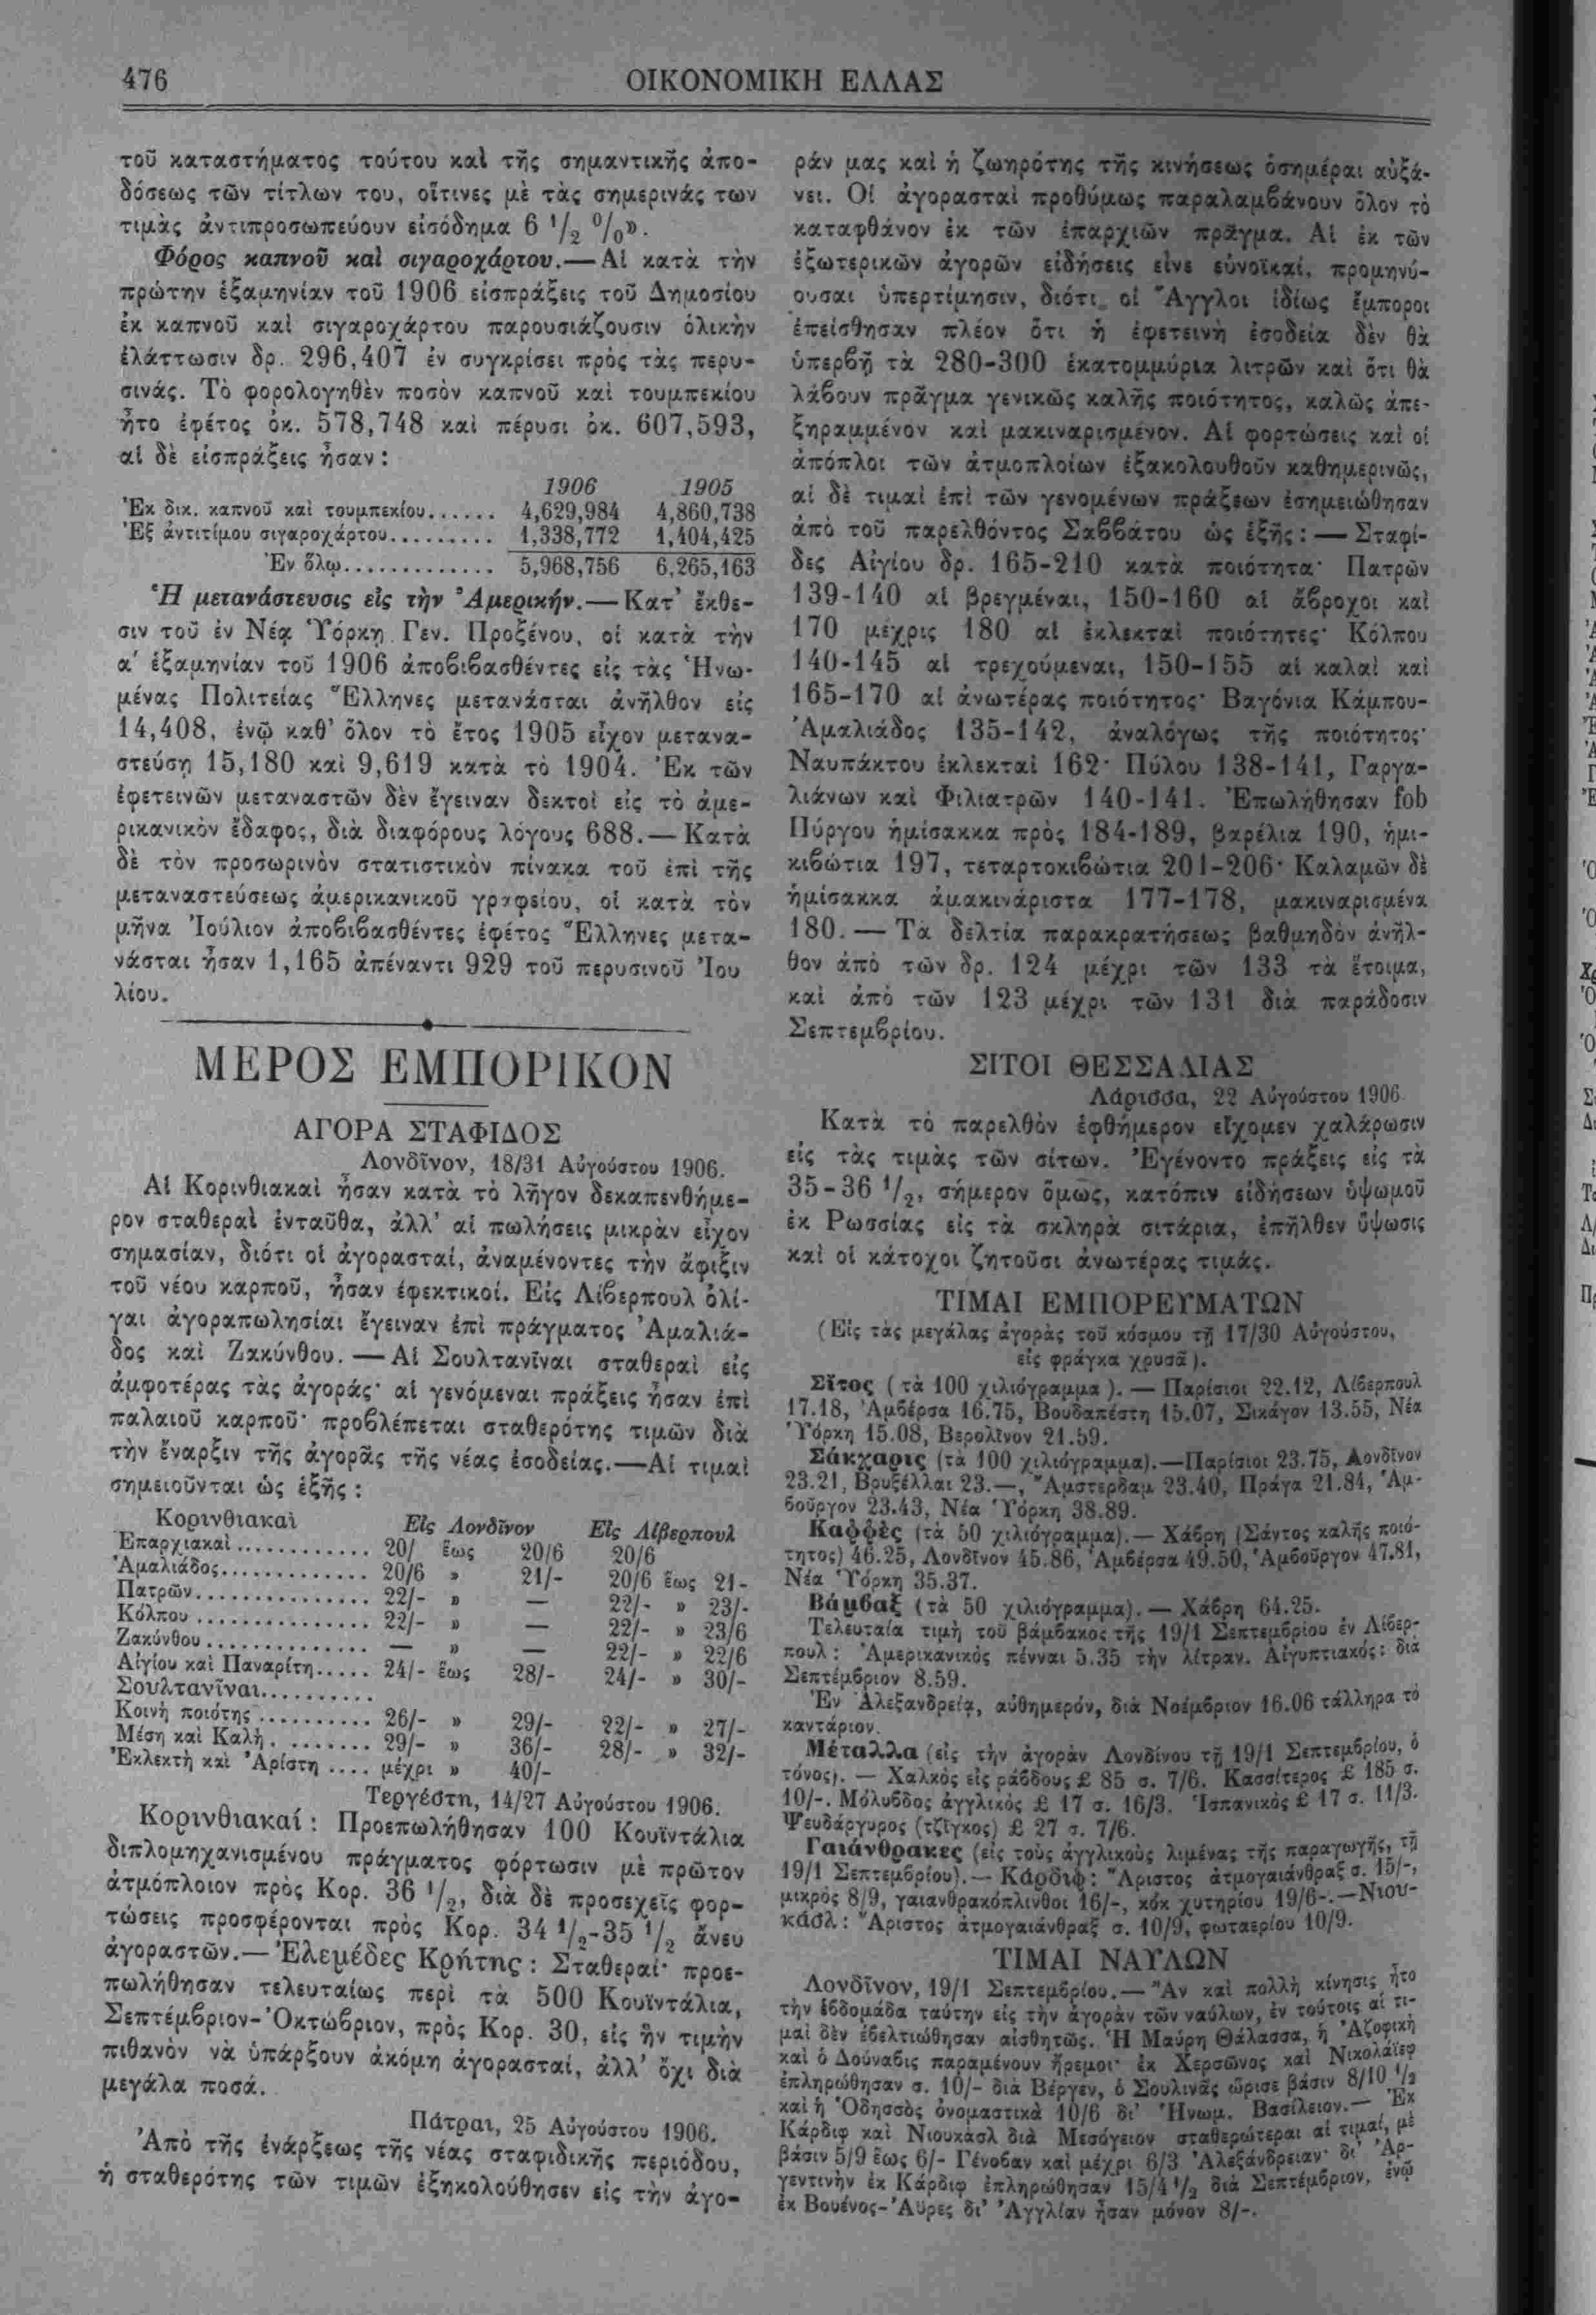 476
ΟΙΚΟΝΟΜΙΚΗ ΕΛΛΑΣ
τοῦ καταστήματος τούτου καὶ τῆς σημαντικῆς ἀπο-
δόσεως τῶν τίτλων του, οἵτινες μὲ τὰς σημερινάς των
τιμὰς ἀντιπροσωπεύουν εἰσόδημα 6 1/2 0/0».
Φόρος καπνοῦ καὶ σιγαροχάρτου.—Αἱ κατὰ τὴν
πρώτην ἑξαμηνίαν τοῦ 1906 εἰσπράξεις τοῦ Δημοσίου
ἐκ καπνοῦ καὶ σιγαροχάρτου παρουσιάζουσιν ὁλικὴν
ἐλάττωσιν δρ. 296,407 ἐν συγκρίσει πρὸς τὰς περυ-
σινάς. Τὸ φορολογηθὲν ποσὸν καπνοῦ καὶ τουμπεκίου
ἦτο ἐφέτος ὀκ. 578,748 καὶ πέρυσι ὀκ. 607,593,
αἱ δὲ εἰσπράξεις ἦσαν:
1906 1905
Ἐκ δικ. καπνοῦ καὶ τουμπεκίου...... 4,629,984 4,860,738
Ἐξ ἀντιτίμου σιγαροχάρτου......... 1,338,772 1,404,425
Ἐν ὅλῳ............. 5,968,756 6,265,163
Ἡ μετανάστευσις εἰς τὴν Ἀμερικήν.—Κατ' ἔκθε-
σιν τοῦ ἐν Νέᾳ Ὑόρκῃ Γεν. Προξένου, οἱ κατὰ τὴν
α' ἑξαμηνίαν τοῦ 1906 ἀποβιβασθέντες εἰς τὰς Ἡνω-
μένας Πολιτείας Ἕλληνες μετανάσται ἀνῆλθον εἰς
14,408, ἐνῷ καθ' ὅλον τὸ ἔτος 1905 εἶχον μετανα-
στεύσῃ 15,180 καὶ 9,619 κατὰ τὸ 1904. Ἐκ τῶν
ἐφετεινῶν μεταναστῶν δὲν ἔγειναν δεκτοὶ εἰς τὸ ἀμε-
ρικανικὸν ἔδαφος, διὰ διαφόρους λόγους 688.— Κατὰ
δὲ τὸν προσωρινὸν στατιστικὸν πίνακα τοῦ ἐπὶ τῆς
μεταναστεύσεως ἀμερικανικοῦ γραφείου, οἱ κατὰ τὸν
μῆνα Ἰούλιον ἀποβιβασθέντες ἐφέτος Ἕλληνες μετα-
νάσται ἦσαν 1,165 ἀπέναντι 929 τοῦ περυσινοῦ Ἰου
λίου.
ΜΕΡΟΣ ΕΜΠΟΡΙΚΟΝ
ΑΓΟΡΑ ΣΤΑΦΙΔΟΣ
Λονδῖνον, 18/31 Αὐγούστου 1906.
Αἱ Κορινθιακαὶ ἦσαν κατὰ τὸ λῆγον δεκαπενθήμε-
ρον σταθεραὶ ἐνταῦθα, ἀλλ' αἱ πωλήσεις μικρὰν εἶχον
σημασίαν, διότι οἱ ἀγορασταί, ἀναμένοντες τὴν ἄφιξιν
τοῦ νέου καρποῦ, ἦσαν ἐφεκτικοί. Εἰς Λίβερπουλ ὀλί-
γαι ἀγοραπωλησίαι ἔγειναν ἐπὶ πράγματος Ἀμαλιά-
δος καὶ Ζακύνθου.—Αἱ Σουλτανῖναι σταθεραὶ εἰς
ἀμφοτέρας τὰς ἀγοράς· αἱ γενόμεναι πράξεις ἦσαν ἐπὶ
παλαιοῦ καρποῦ· προβλέπεται σταθερότης τιμῶν διὰ
τὴν ἔναρξιν τῆς ἀγορᾶς τῆς νέας ἐσοδείας.—Αἱ τιμαὶ
σημειοῦνται ὡς ἑξῆς:
Κορινθιακαὶ Εἰς Λονδῖνον Εἰς Λίβερπουλ
Ἐπαρχιακαὶ............ 20/ ἕως 20/6 20/6
Ἀμαλιάδος............. 20/6 » 21/- 20/6 ἕως 21-
Πατρῶν............... 22/- » — 22/- » 23/-
Κόλπου............... 22/- » — 22/- » 23/6
Ζακύνθου.............. — » — 22/- » 22/6
Αἰγίου καὶ Παναρίτη..... 24/- ἕως 28/- 24/- » 30/-
Σουλτανῖναι..........
Κοινὴ ποιότης.......... 26/- » 29/- 22/- » 27/-
Μέση καὶ Καλὴ......... 29/- » 36/- 28/- » 32/-
Ἐκλεκτὴ καὶ Ἀρίστη.... μέχρι » 40/-
Τεργέστη, 14/27 Αὐγούστου 1906.
Κορινθιακαί: Προεπωλήθησαν 100 Κουϊντάλια
διπλομηχανισμένου πράγματος φόρτωσιν μὲ πρῶτον
ἀτμόπλοιον πρὸς Κορ. 36 1/2, διὰ δὲ προσεχεῖς φορ-
τώσεις προσφέρονται πρὸς Κορ. 34 1/2-35 1/2 ἄνευ
ἀγοραστῶν.—Ἐλεμέδες Κρήτης: Σταθεραί· προε-
πωλήθησαν τελευταίως περὶ τὰ 500 Κουϊντάλια,
Σεπτέμβριον-Ὀκτώβριον, πρὸς Κορ. 30, εἰς ἣν τιμὴν
πιθανὸν νὰ ὑπάρξουν ἀκόμη ἀγορασταί, ἀλλ' ὄχι διὰ
μεγάλα ποσά.
Πάτραι, 25 Αὐγούστου 1906.
Ἀπὸ τῆς ἐνάρξεως τῆς νέας σταφιδικῆς περιόδου,
ἡ σταθερότης τῶν τιμῶν ἐξηκολούθησεν εἰς τὴν ἀγο-
ράν μας καὶ ἡ ζωηρότης τῆς κινήσεως ὁσημέραι αὐξά-
νει. Οἱ ἀγορασταὶ προθύμως παραλαμβάνουν ὅλον τὸ
καταφθάνον ἐκ τῶν ἐπαρχιῶν πρᾶγμα. Αἱ ἐκ τῶν
ἐξωτερικῶν ἀγορῶν εἰδήσεις εἶνε εὐνοϊκαί, προμηνύ-
ουσαι ὑπερτίμησιν, διότι οἱ Ἄγγλοι ἰδίως ἔμποροι
ἐπείσθησαν πλέον ὅτι ἡ ἐφετεινὴ ἐσοδεία δὲν θὰ
ὑπερβῇ τὰ 280-300 ἑκατομμύρια λιτρῶν καὶ ὅτι θὰ
λάβουν πρᾶγμα γενικῶς καλῆς ποιότητος, καλῶς ἀπε-
ξηραμμένον καὶ μακιναρισμένον. Αἱ φορτώσεις καὶ οἱ
ἀπόπλοι τῶν ἀτμοπλοίων ἐξακολουθοῦν καθημερινῶς,
αἱ δὲ τιμαὶ ἐπὶ τῶν γενομένων πράξεων ἐσημειώθησαν
ἀπὸ τοῦ παρελθόντος Σαββάτου ὡς ἑξῆς:—Σταφί-
δες Αἰγίου δρ. 165-210 κατὰ ποιότητα· Πατρῶν
139-140 αἱ βρεγμέναι, 150-160 αἱ ἄβροχοι καὶ
170 μέχρις 180 αἱ ἐκλεκταὶ ποιότητες· Κόλπου
140-145 αἱ τρεχούμεναι, 150-155 αἱ καλαὶ καὶ
165-170 αἱ ἀνωτέρας ποιότητος· Βαγόνια Κάμπου-
Ἀμαλιάδος 135-142, ἀναλόγως τῆς ποιότητος·
Ναυπάκτου ἐκλεκταὶ 162· Πύλου 138-141, Γαργα-
λιάνων καὶ Φιλιατρῶν 140-141. Ἐπωλήθησαν fob
Πύργου ἡμίσακκα πρὸς 184-189, βαρέλια 190, ἡμι-
κιβώτια 197, τεταρτοκιβώτια 201-206· Καλαμῶν δὲ
ἡμίσακκα ἀμακινάριστα 177-178, μακιναρισμένα
180.—Τὰ δελτία παρακρατήσεως βαθμηδὸν ἀνῆλ-
θον ἀπὸ τῶν δρ. 124 μέχρι τῶν 133 τὰ ἕτοιμα,
καὶ ἀπὸ τῶν 123 μέχρι τῶν 131 διὰ παράδοσιν
Σεπτεμβρίου.
ΣΙΤΟΙ ΘΕΣΣΑΛΙΑΣ
Λάρισσα, 22 Αὐγούστου 1906
Κατὰ τὸ παρελθὸν ἑφθήμερον εἴχομεν χαλάρωσιν
εἰς τὰς τιμὰς τῶν σίτων. Ἐγένοντο πράξεις εἰς τὰ
35-36 1/2, σήμερον ὅμως, κατόπιν εἰδήσεων ὑψωμοῦ
ἐκ Ρωσσίας εἰς τὰ σκληρὰ σιτάρια, ἐπῆλθεν ὕψωσις
καὶ οἱ κάτοχοι ζητοῦσι ἀνωτέρας τιμάς.
ΤΙΜΑΙ ΕΜΠΟΡΕΥΜΑΤΩΝ
(Εἰς τὰς μεγάλας ἀγορὰς τοῦ κόσμου τῇ 17/30 Αὐγούστου,
εἰς φράγκα χρυσᾶ).
Σῖτος (τὰ 100 χιλιόγραμμα).—Παρίσιοι 22.12, Λίβερπουλ
17.18, Ἀμβέρσα 16.75, Βουδαπέστη 15.07, Σικάγον 13.55, Νέα
Ὑόρκη 15.08, Βερολῖνον 21.59.
Σάκχαρις (τὰ 100 χιλιόγραμμα).—Παρίσιοι 23.75, Λονδῖνον
23.21, Βρυξέλλαι 23.—, Ἄμστερδαμ 23.40, Πράγα 21.84, Ἁμ-
βοῦργον 23.43, Νέα Ὑόρκη 38.89.
Καφφὲς (τὰ 50 χιλιόγραμμα).—Χάβρη (Σάντος καλῆς ποιό-
τητος) 46.25, Λονδῖνον 45.86, Ἀμβέρσα 49.50, Ἁμβοῦργον 47.81,
Νέα Ὑόρκη 35.37.
Βάμβαξ (τὰ 50 χιλιόγραμμα).—Χάβρη 64.25.
Τελευταία τιμὴ τοῦ βάμβακος τῆς 19/1 Σεπτεμβρίου ἐν Λίβερ-
πουλ: Ἀμερικανικὸς πένναι 5.35 τὴν λίτραν. Αἰγυπτιακός: διὰ
Σεπτέμβριον 8.59.
Ἐν Ἀλεξανδρείᾳ, αὐθημερόν, διὰ Νοέμβριον 16.06 τάλληρα τὸ
καντάριον.
Μέταλλα (εἰς τὴν ἀγορὰν Λονδίνου τῇ 19/1 Σεπτεμβρίου, ὁ
τόνος).—Χαλκὸς εἰς ράβδους £ 85 σ. 7/6. Κασσίτερος £ 185 σ.
10/-. Μόλυβδος ἀγγλικὸς £ 17 σ. 16/3. Ἱσπανικὸς £ 17 σ. 11/3.
Ψευδάργυρος (τζῖγκος) £ 27 σ. 7/6.
Γαιάνθρακες (εἰς τοὺς ἀγγλικοὺς λιμένας τῆς παραγωγῆς, τῇ
19/1 Σεπτεμβρίου).—Κάρδιφ: Ἄριστος ἀτμογαιάνθραξ σ. 15/-,
μικρὸς 8/9, γαιανθρακόπλινθοι 16/-, κὸκ χυτηρίου 19/6-.—Νιου-
κάσλ: Ἄριστος ἀτμογαιάνθραξ σ. 10/9, φωταερίου 10/9.
ΤΙΜΑΙ ΝΑΥΛΩΝ
Λονδῖνον, 19/1 Σεπτεμβρίου.—Ἂν καὶ πολλὴ κίνησις ἦτο
τὴν ἑβδομάδα ταύτην εἰς τὴν ἀγορὰν τῶν ναύλων, ἐν τούτοις αἱ τι-
μαὶ δὲν ἐβελτιώθησαν αἰσθητῶς. Ἡ Μαύρη Θάλασσα, ἡ Ἀζοφικὴ
καὶ ὁ Δούναβις παραμένουν ἤρεμοι· ἐκ Χερσῶνος καὶ Νικολάϊεφ
ἐπληρώθησαν σ. 10/- διὰ Βέργεν, ὁ Σουλινᾶς ὥρισε βάσιν 8/10 1/2
καὶ ἡ Ὀδησσὸς ὀνομαστικὰ 10/6 δι' Ἡνωμ. Βασίλειον.—Ἐκ
Κάρδιφ καὶ Νιουκάσλ διὰ Μεσόγειον σταθερώτεραι αἱ τιμαί, μὲ
βάσιν 5/9 ἕως 6/- Γένοβαν καὶ μέχρι 6/3 Ἀλεξάνδρειαν· δι' Ἀρ-
γεντινὴν ἐκ Κάρδιφ ἐπληρώθησαν 15/4 1/2 διὰ Σεπτέμβριον, ἐνῷ
ἐκ Βουένος-Ἄϋρες δι' Ἀγγλίαν ἦσαν μόνον 8/-.